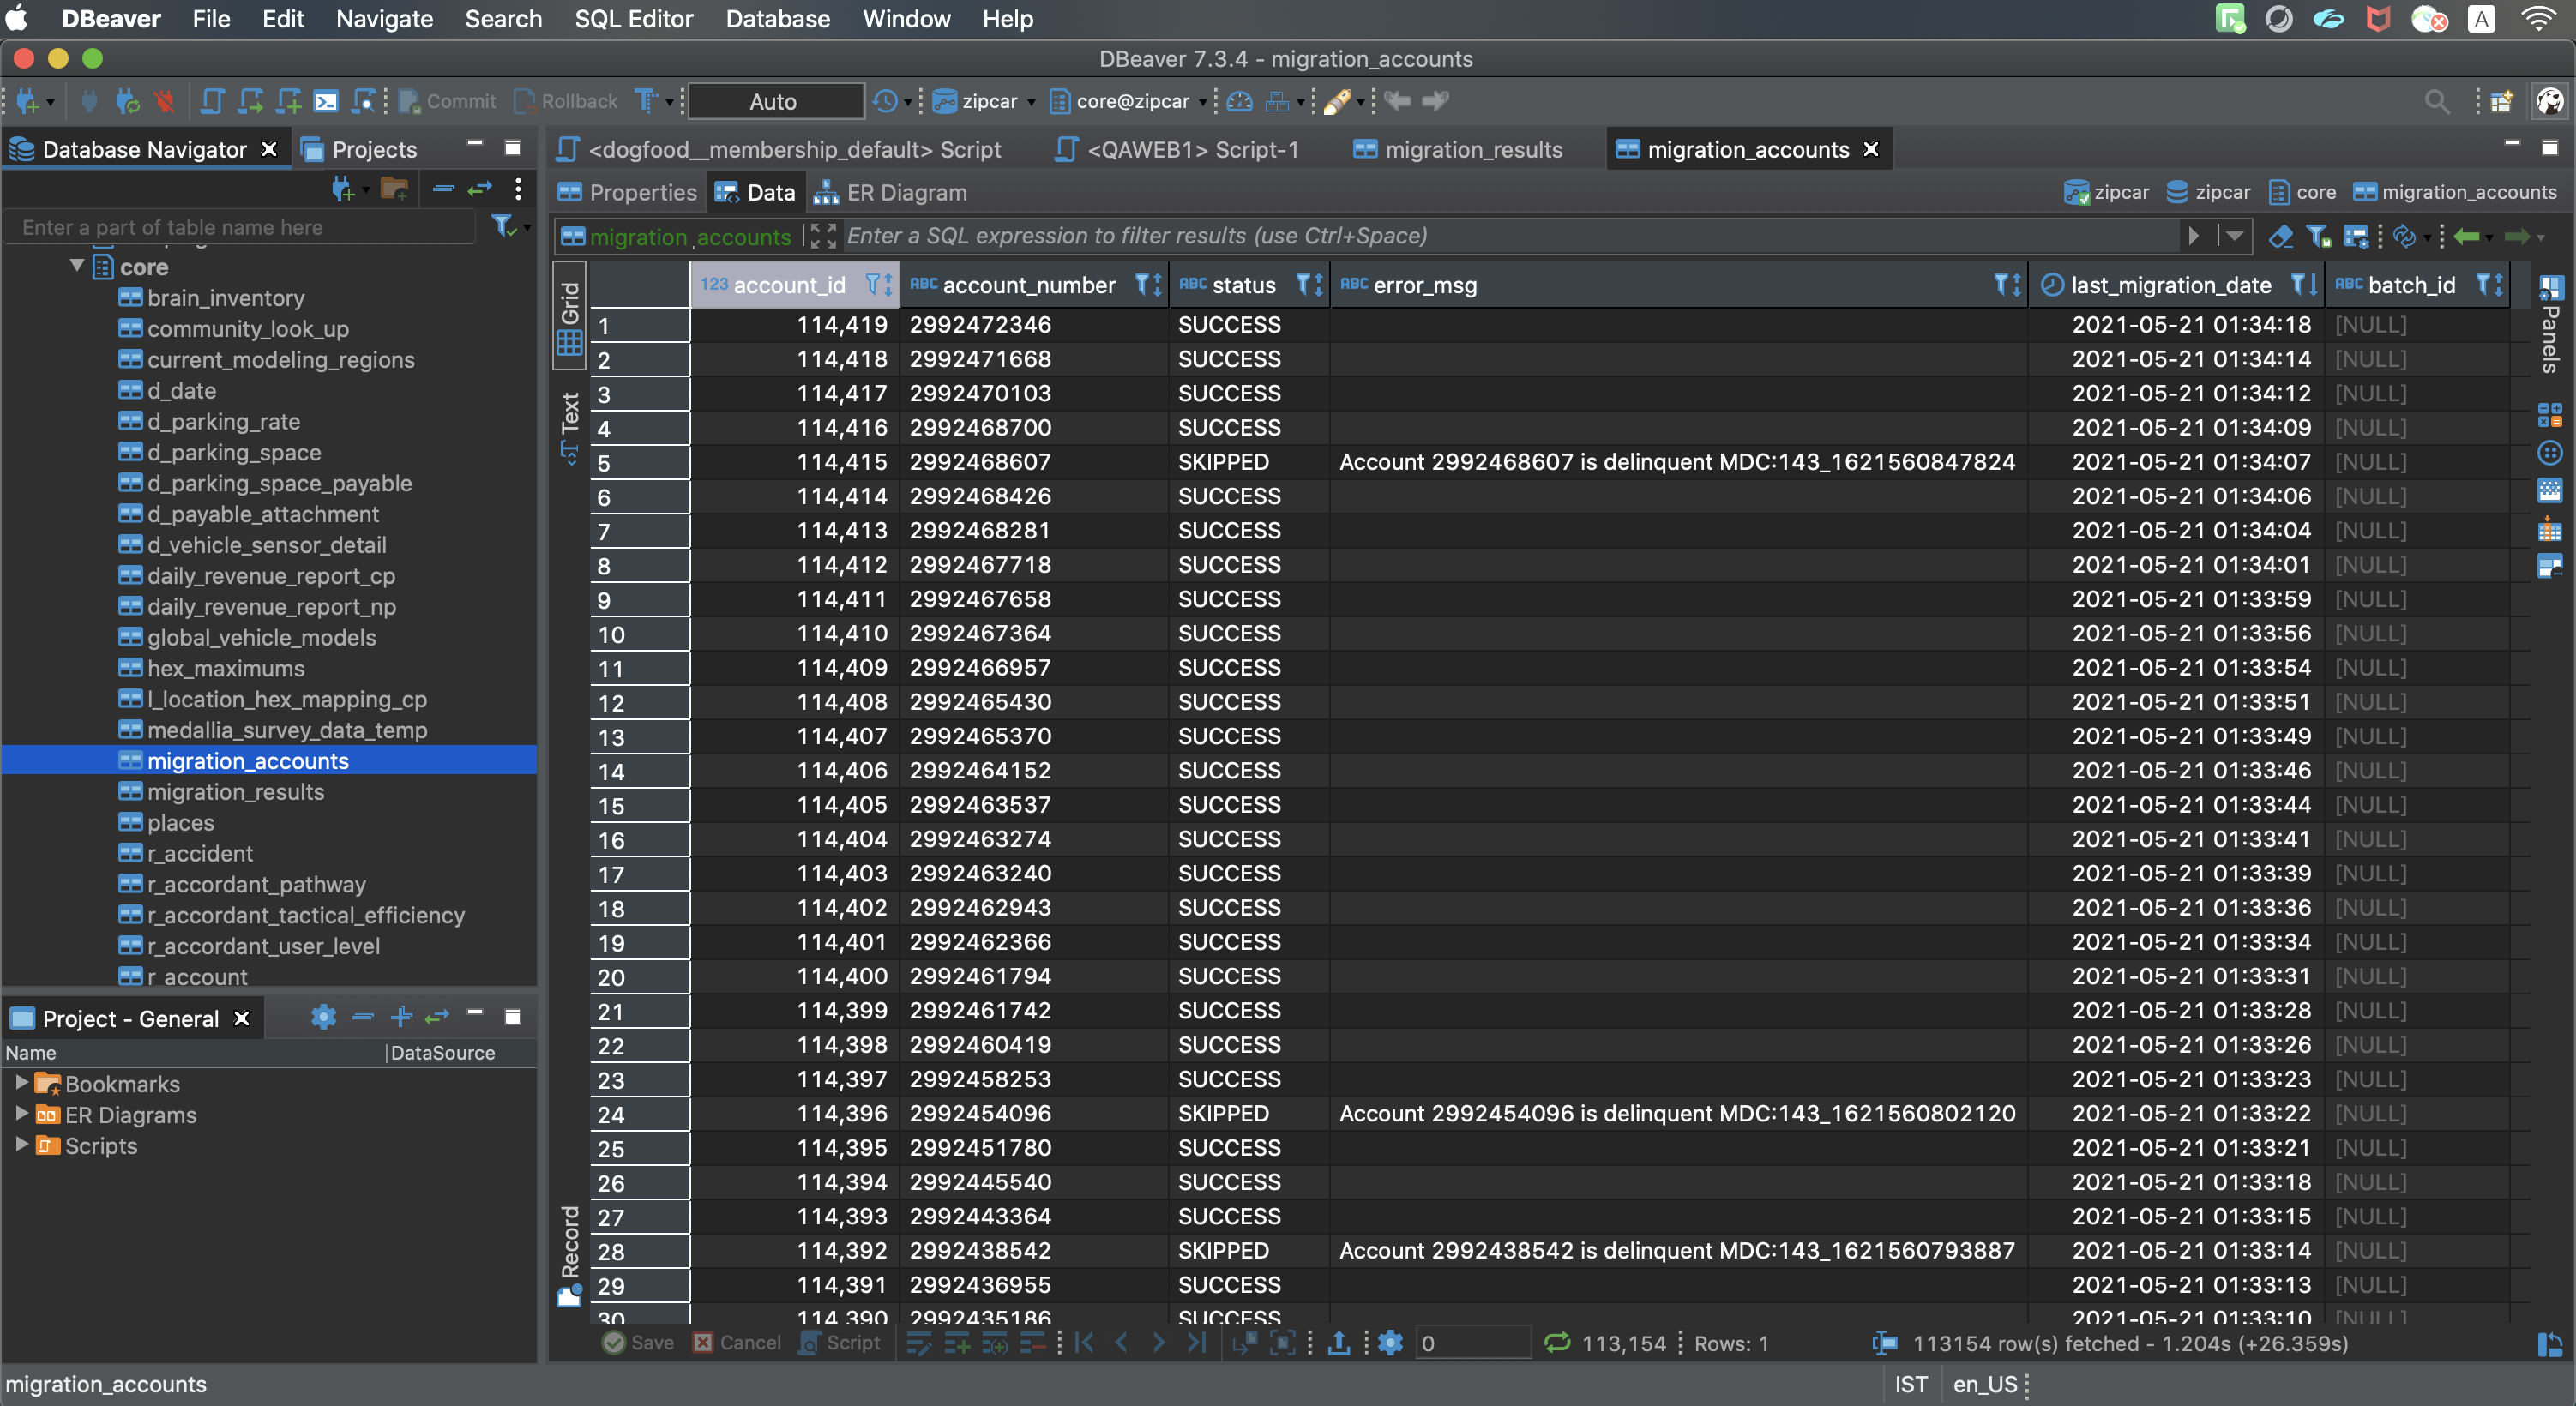 DBeaver File Edit Navigate Search SQL Editor Database Window Help A
DBeaver 7.3.4 - migration_accounts
Commit Rollback Auto zipcar core@zipcar
Database Navigator Projects
<dogfood__membership_default> Script <QAWEB1> Script-1 migration_results migration_accounts
Properties Data ER Diagram zipcar zipcar core migration_accounts
Enter a part of table name here
migration_accounts Enter a SQL expression to filter results (use Ctrl+Space)
core
brain_inventory
community_look_up
current_modeling_regions
d_date
d_parking_rate
d_parking_space
d_parking_space_payable
d_payable_attachment
d_vehicle_sensor_detail
daily_revenue_report_cp
daily_revenue_report_np
global_vehicle_models
hex_maximums
l_location_hex_mapping_cp
medallia_survey_data_temp
migration_accounts
migration_results
places
r_accident
r_accordant_pathway
r_accordant_tactical_efficiency
r_accordant_user_level
r_account
Project - General
Name DataSource
Bookmarks
ER Diagrams
Scripts
Grid
Text
Record
Panels
123 account_id ABC account_number ABC status ABC error_msg last_migration_date ABC batch_id
1 114,419 2992472346 SUCCESS 2021-05-21 01:34:18 [NULL]
2 114,418 2992471668 SUCCESS 2021-05-21 01:34:14 [NULL]
3 114,417 2992470103 SUCCESS 2021-05-21 01:34:12 [NULL]
4 114,416 2992468700 SUCCESS 2021-05-21 01:34:09 [NULL]
5 114,415 2992468607 SKIPPED Account 2992468607 is delinquent MDC:143_1621560847824 2021-05-21 01:34:07 [NULL]
6 114,414 2992468426 SUCCESS 2021-05-21 01:34:06 [NULL]
7 114,413 2992468281 SUCCESS 2021-05-21 01:34:04 [NULL]
8 114,412 2992467718 SUCCESS 2021-05-21 01:34:01 [NULL]
9 114,411 2992467658 SUCCESS 2021-05-21 01:33:59 [NULL]
10 114,410 2992467364 SUCCESS 2021-05-21 01:33:56 [NULL]
11 114,409 2992466957 SUCCESS 2021-05-21 01:33:54 [NULL]
12 114,408 2992465430 SUCCESS 2021-05-21 01:33:51 [NULL]
13 114,407 2992465370 SUCCESS 2021-05-21 01:33:49 [NULL]
14 114,406 2992464152 SUCCESS 2021-05-21 01:33:46 [NULL]
15 114,405 2992463537 SUCCESS 2021-05-21 01:33:44 [NULL]
16 114,404 2992463274 SUCCESS 2021-05-21 01:33:41 [NULL]
17 114,403 2992463240 SUCCESS 2021-05-21 01:33:39 [NULL]
18 114,402 2992462943 SUCCESS 2021-05-21 01:33:36 [NULL]
19 114,401 2992462366 SUCCESS 2021-05-21 01:33:34 [NULL]
20 114,400 2992461794 SUCCESS 2021-05-21 01:33:31 [NULL]
21 114,399 2992461742 SUCCESS 2021-05-21 01:33:28 [NULL]
22 114,398 2992460419 SUCCESS 2021-05-21 01:33:26 [NULL]
23 114,397 2992458253 SUCCESS 2021-05-21 01:33:23 [NULL]
24 114,396 2992454096 SKIPPED Account 2992454096 is delinquent MDC:143_1621560802120 2021-05-21 01:33:22 [NULL]
25 114,395 2992451780 SUCCESS 2021-05-21 01:33:21 [NULL]
26 114,394 2992445540 SUCCESS 2021-05-21 01:33:18 [NULL]
27 114,393 2992443364 SUCCESS 2021-05-21 01:33:15 [NULL]
28 114,392 2992438542 SKIPPED Account 2992438542 is delinquent MDC:143_1621560793887 2021-05-21 01:33:14 [NULL]
29 114,391 2992436955 SUCCESS 2021-05-21 01:33:13 [NULL]
30 114,390 2992435186 SUCCESS 2021-05-21 01:33:10 [NULL]
Save Cancel Script 0 113,154 Rows: 1 113154 row(s) fetched - 1.204s (+26.359s)
migration_accounts IST en_US